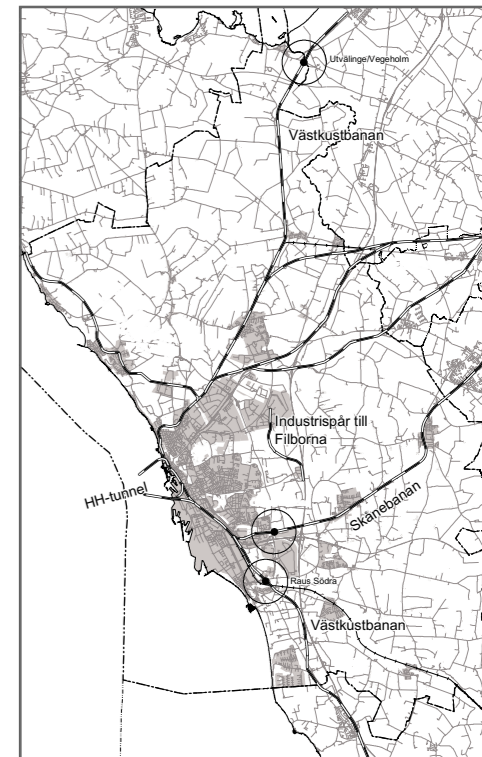 Utvälinge/Vegeholm
Västkustbanan
Industrispår till
Filborna
HH-tunnel
Skånebanan
Raus Södra
Västkustbanan